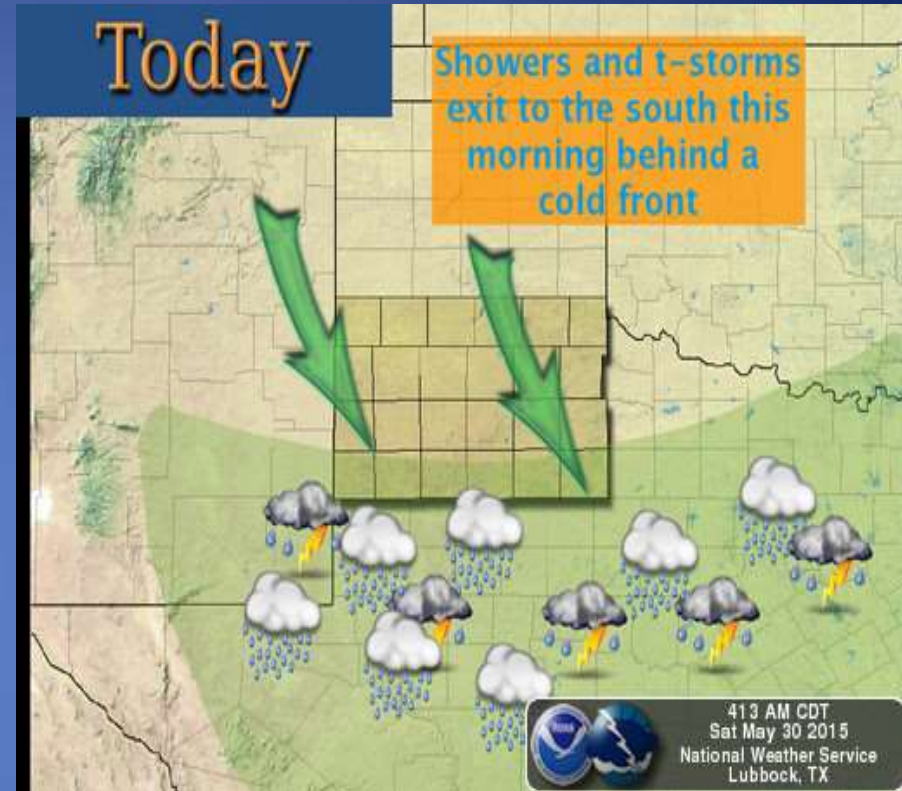 Today
Showers and t-storms
exit to the south this
morning behind a
cold front
413 AM CDT
Sat May 30 2015
National Weather Service
Lubbock, TX